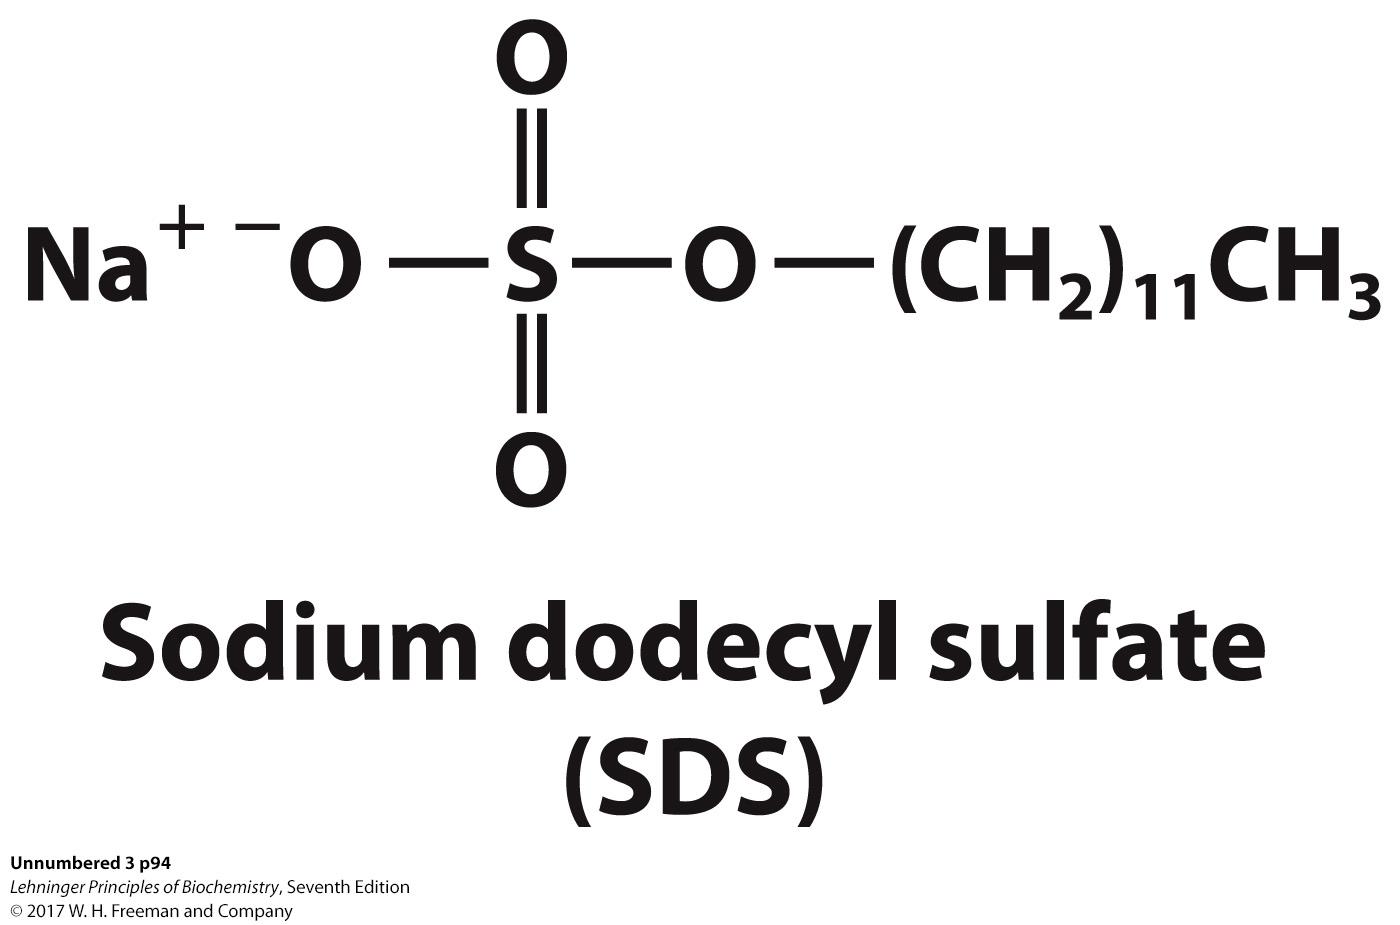 O
Na⁺ ⁻O—S—O—(CH₂)₁₁CH₃
O
Sodium dodecyl sulfate
(SDS)
Unnumbered 3 p94
Lehninger Principles of Biochemistry, Seventh Edition
© 2017 W. H. Freeman and Company